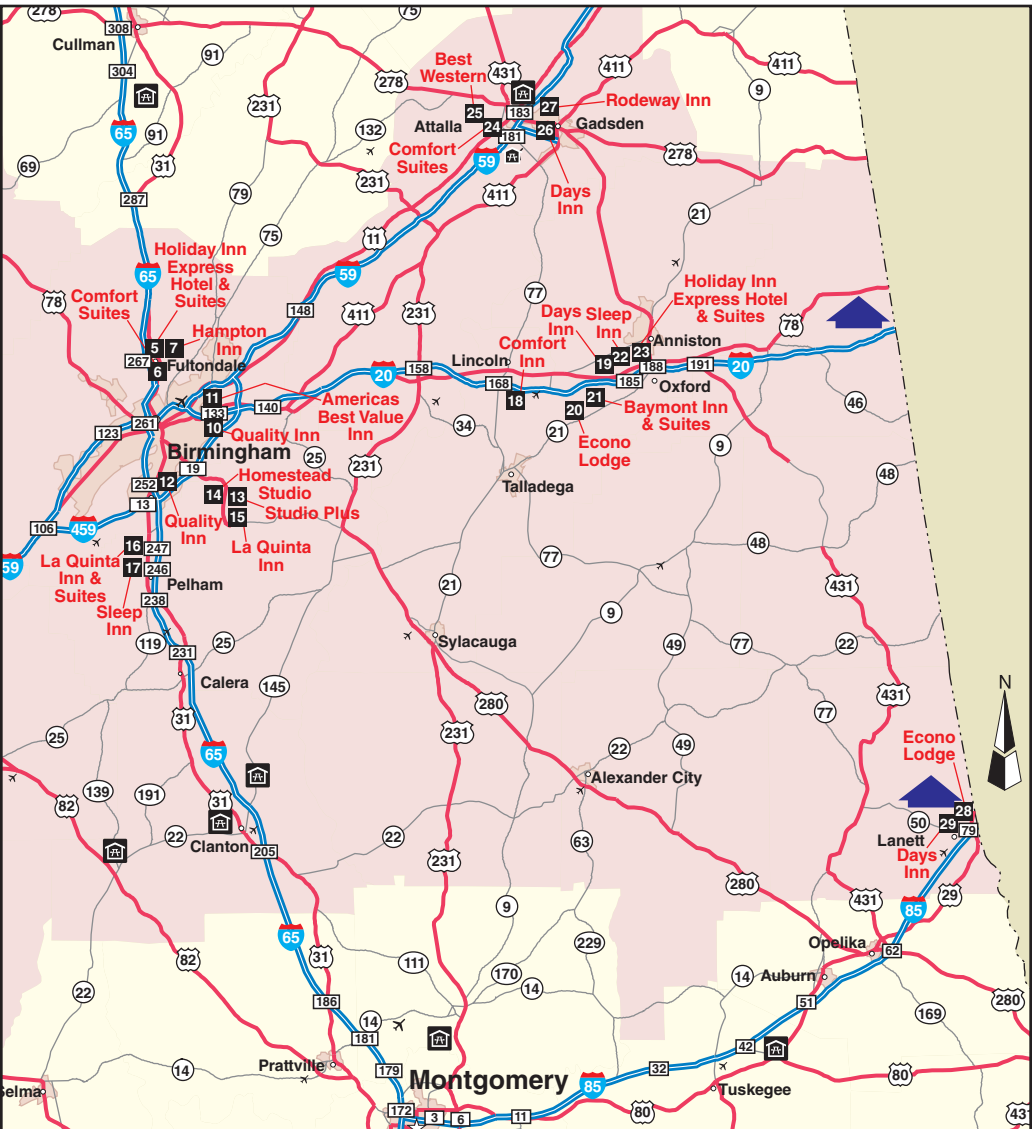 278
75
308
Cullman
91
411
304
Best
Western
431
278
9
411
231
25
183
27
Rodeway Inn
65
91
132
Attalla
24
26
Gadsden
181
Comfort
Suites
59
278
69
31
231
Days
Inn
411
287
79
21
75
11
Holiday Inn
Express
Hotel &
Suites
65
59
Holiday Inn
Express Hotel
& Suites
77
78
Comfort
Suites
148
411
231
Days
Inn
Sleep
Inn
78
Hampton
Inn
5
7
Comfort
Inn
Anniston
267
6
Fultondale
158
Lincoln
19
22
23
188
191
20
20
168
185
Oxford
11
Americas
Best Value
Inn
18
21
Baymont Inn
& Suites
46
140
133
20
261
10
Quality Inn
34
21
Econo
Lodge
9
123
Birmingham
25
231
48
19
Homestead
Studio
Talladega
252
12
14
13
Studio Plus
13
15
Quality
Inn
106
459
La Quinta
Inn
48
16
247
77
59
La Quinta
Inn &
Suites
17
246
Pelham
21
431
238
Sleep
Inn
9
119
25
Sylacauga
49
77
22
231
Calera
145
431
280
31
77
25
231
22
49
Econo
Lodge
65
Alexander City
N
139
191
31
82
28
50
29
79
22
22
63
Lanett
Clanton
205
231
Days
Inn
280
431
29
9
85
65
229
Opelika
82
31
62
111
170
14
Auburn
14
22
186
51
280
169
14
181
42
Prattville
14
179
Montgomery
32
85
80
Tuskegee
Selma
172
3
6
11
80
431